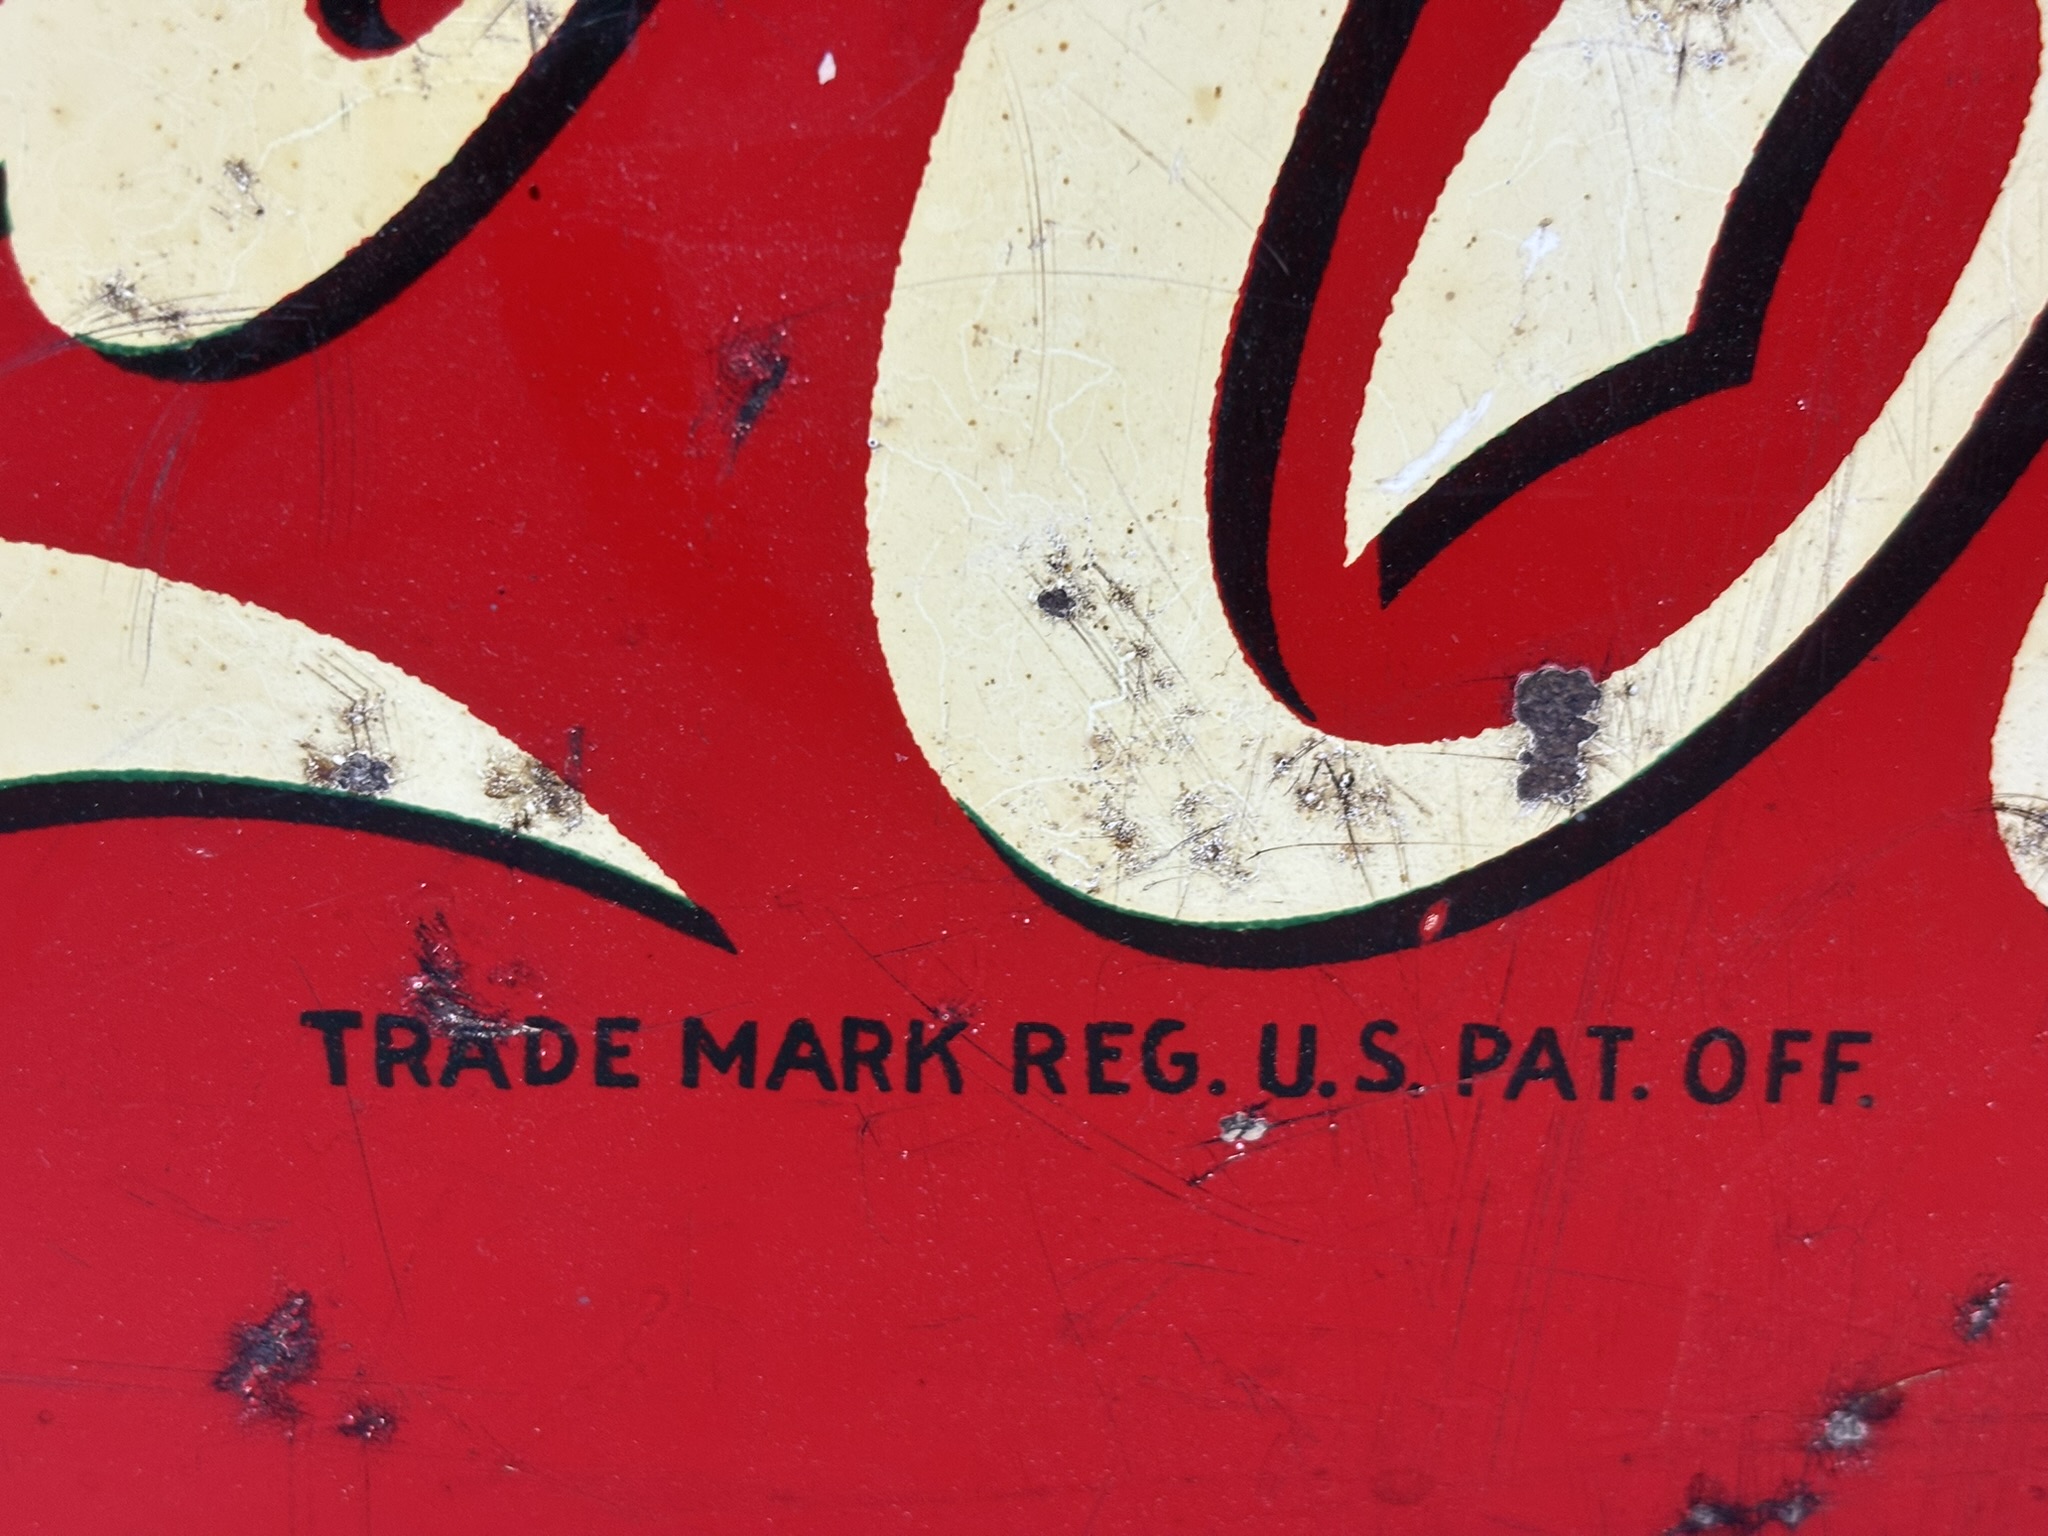 TRADE MARK REG. U.S. PAT. OFF.